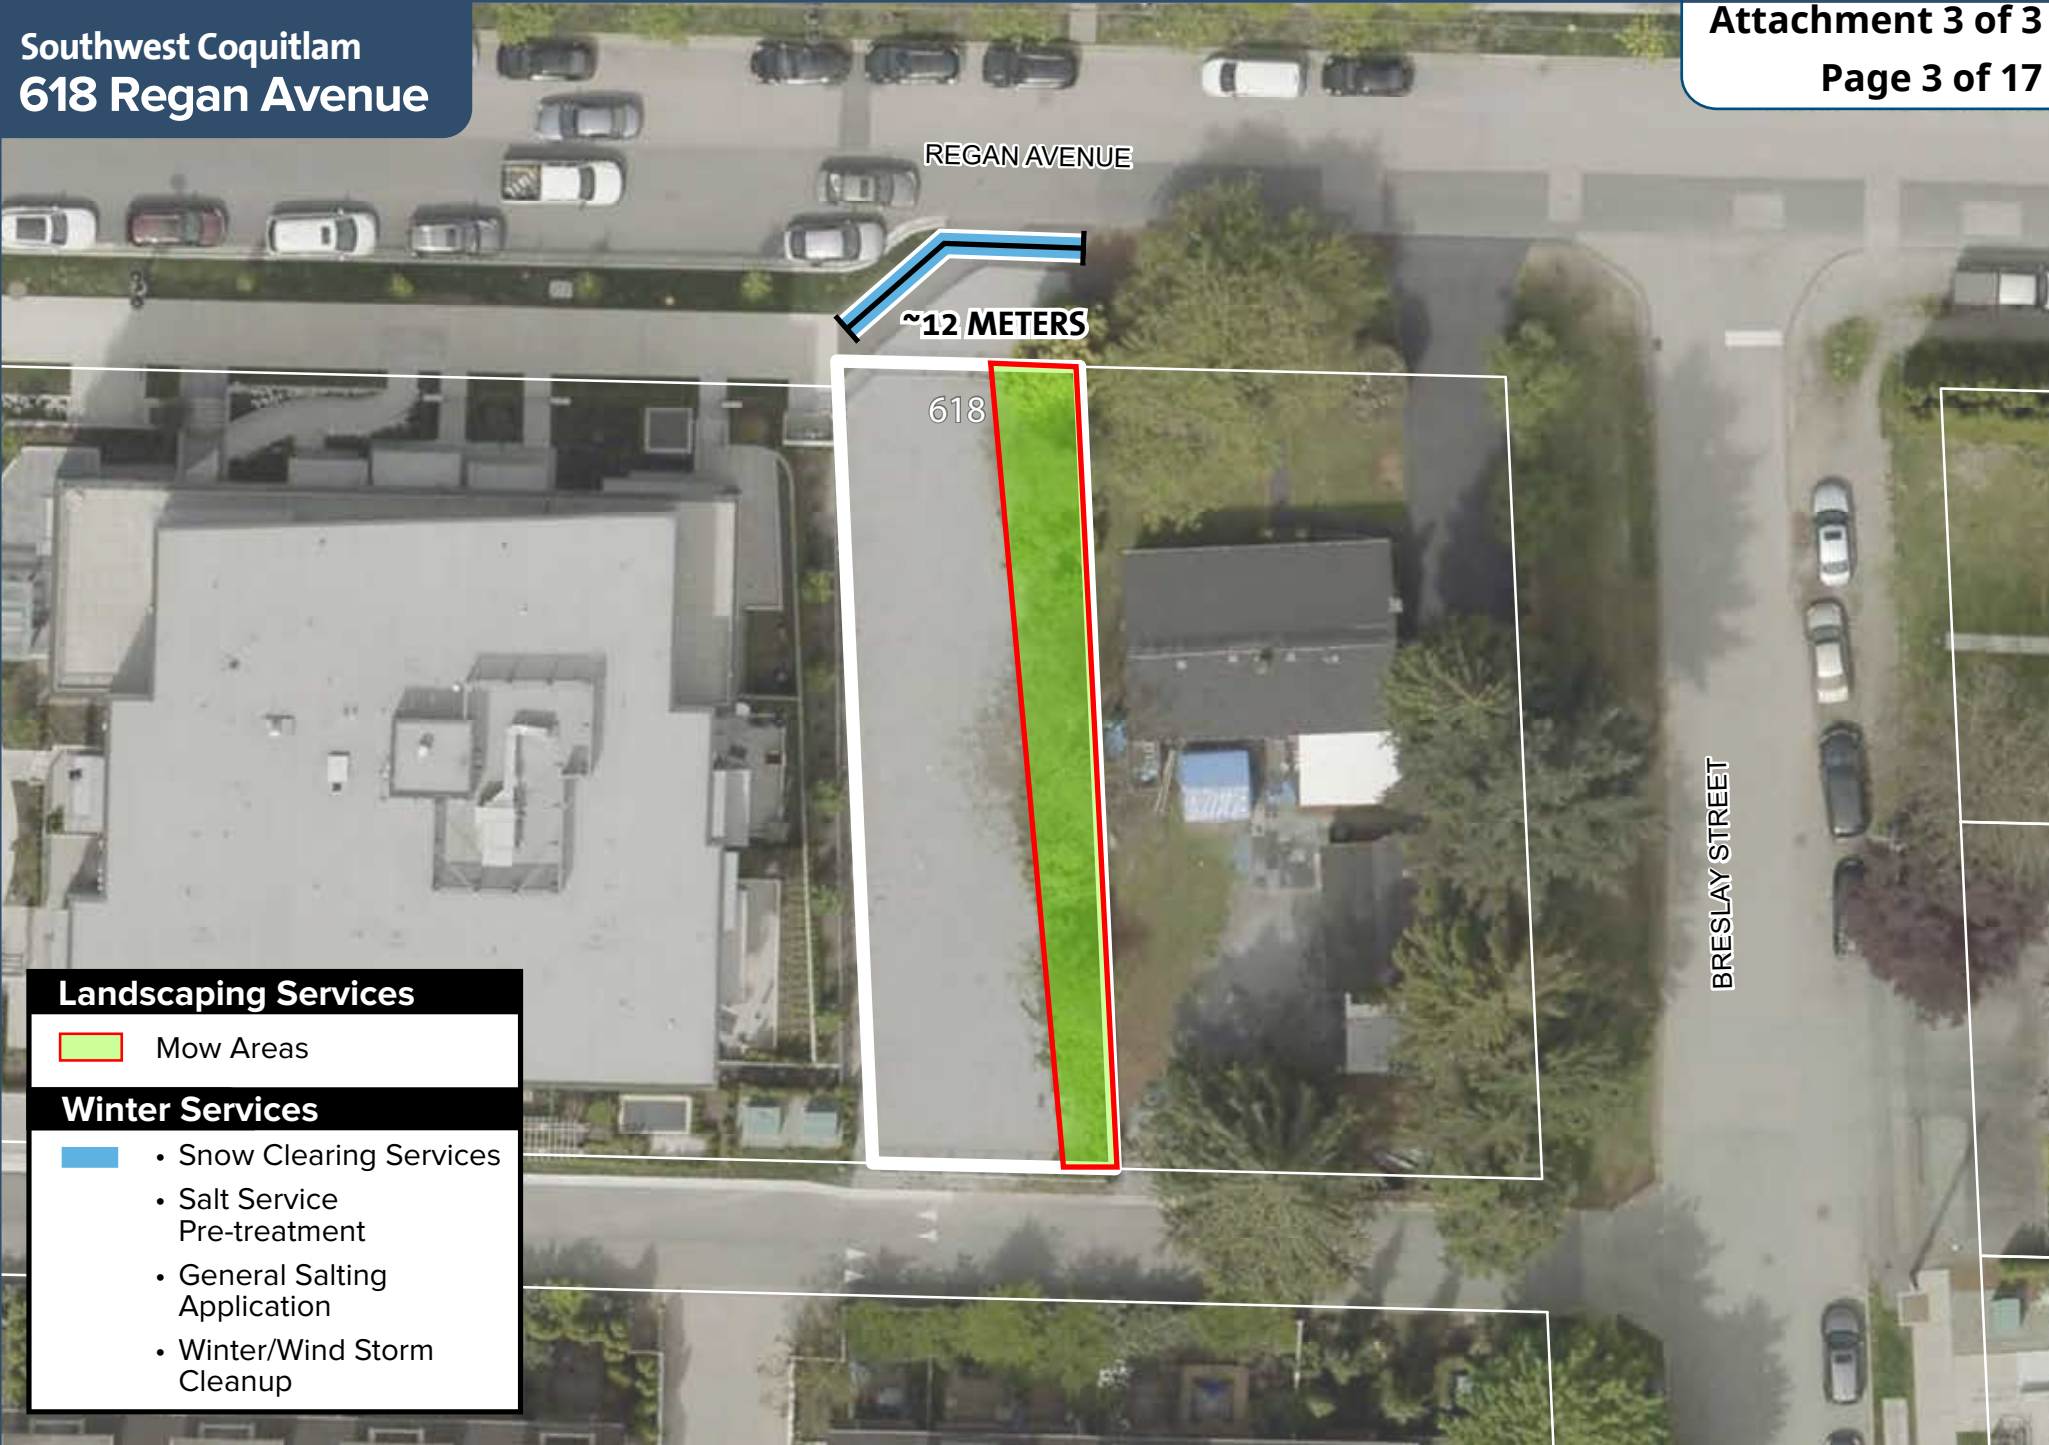 Southwest Coquitlam
618 Regan Avenue
Attachment 3 of 3
Page 3 of 17
REGAN AVENUE
~12 METERS
618
BRESLAY STREET
Landscaping Services
Mow Areas
Winter Services
• Snow Clearing Services
• Salt Service
Pre-treatment
• General Salting
Application
• Winter/Wind Storm
Cleanup